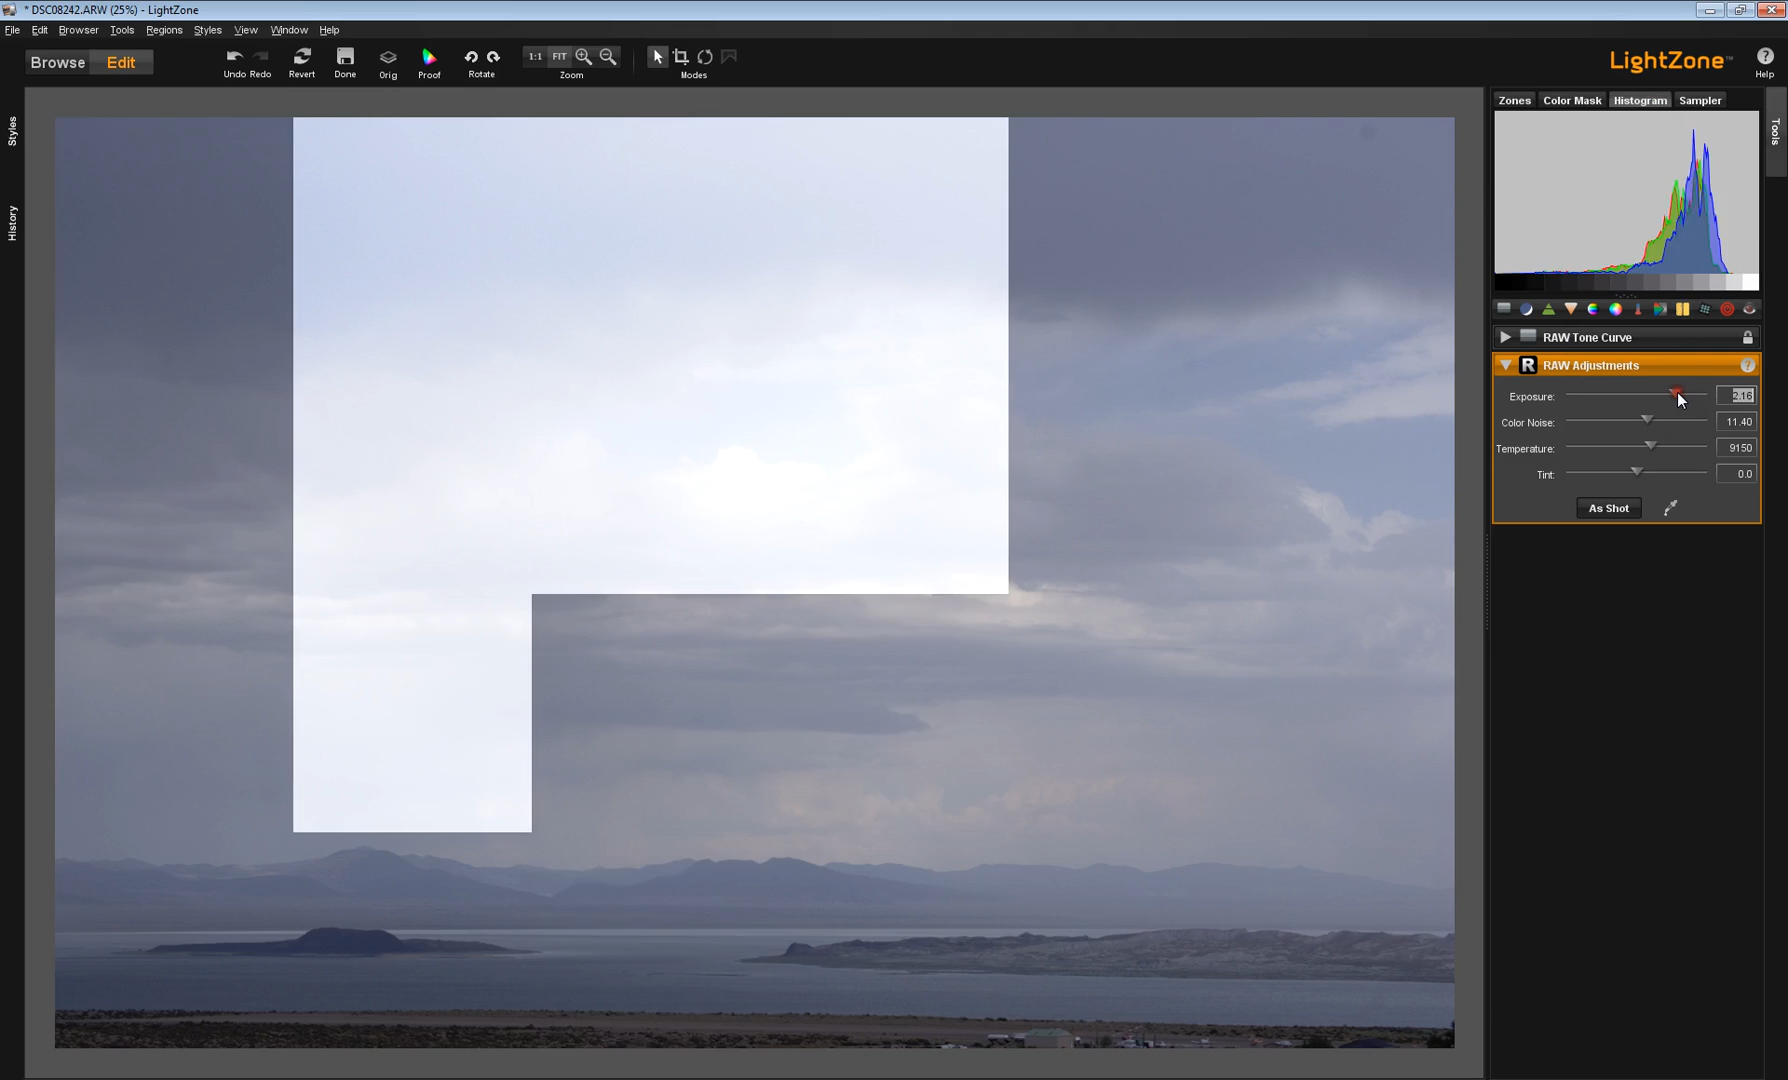 * DSC08242.ARW (25%) - LightZone
File Edit Browser Tools Regions Styles View Window Help
Browse Edit
Undo Redo Revert Done Orig Proof Rotate
1:1 FIT
Zoom Modes
LightZone™
? Help
Styles
History
Zones Color Mask Histogram Sampler
Tools
RAW Tone Curve
R RAW Adjustments ?
Exposure: 2.16
Color Noise: 11.40
Temperature: 9150
Tint: 0.0
As Shot